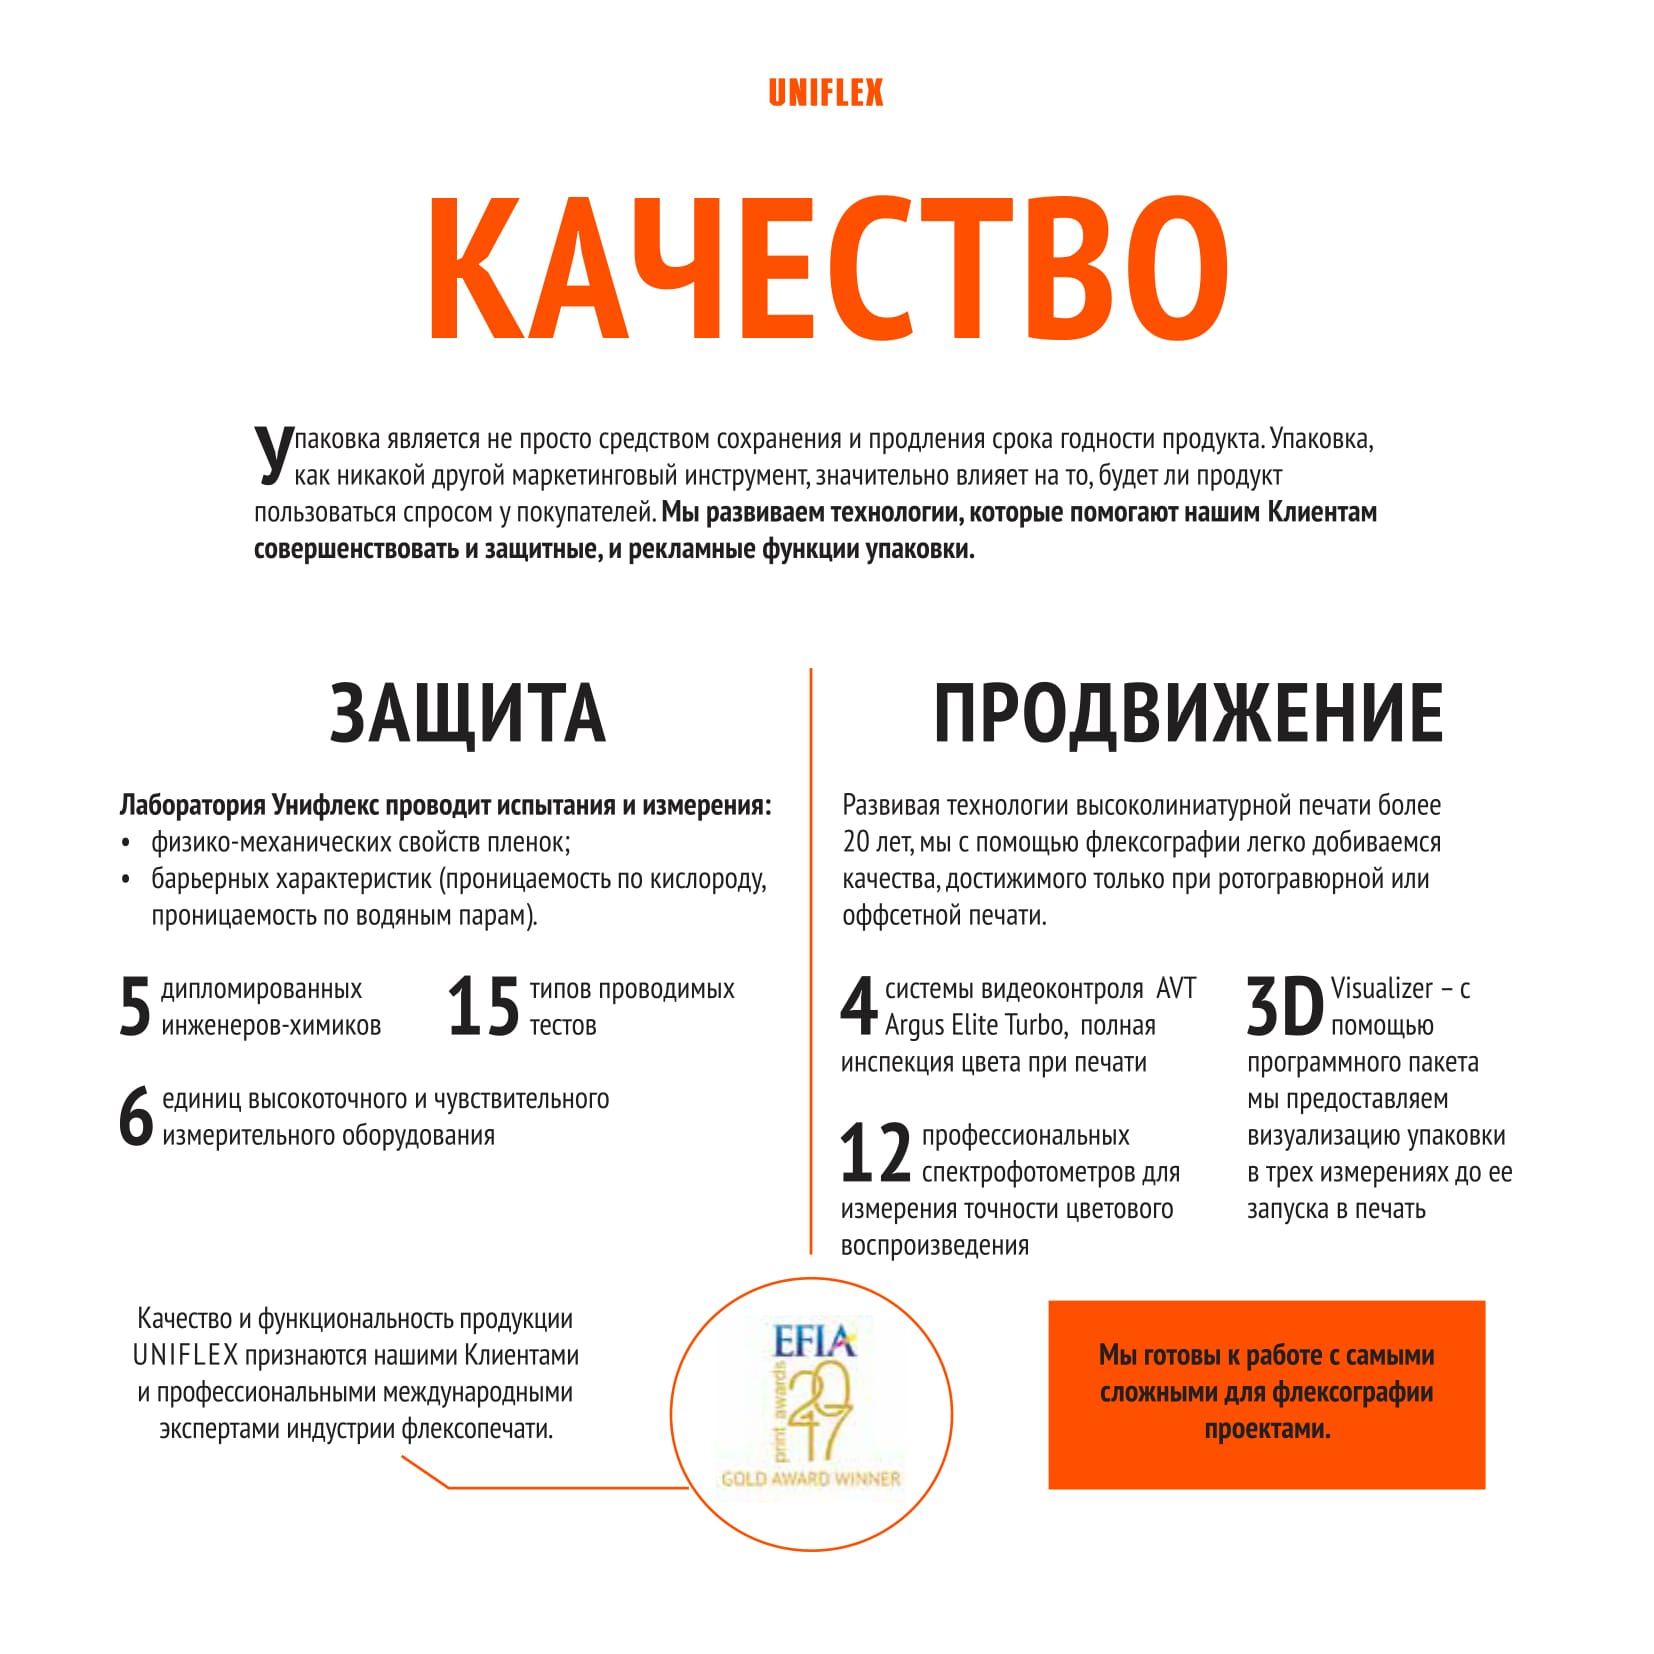 UNIFLEX
КАЧЕСТВО
Упаковка является не просто средством сохранения и продления срока годности продукта. Упаковка,
как никакой другой маркетинговый инструмент, значительно влияет на то, будет ли продукт
пользоваться спросом у покупателей. Мы развиваем технологии, которые помогают нашим Клиентам
совершенствовать и защитные, и рекламные функции упаковки.
ЗАЩИТА
Лаборатория Унифлекс проводит испытания и измерения:
• физико-механических свойств пленок;
• барьерных характеристик (проницаемость по кислороду,
проницаемость по водяным парам).
5 дипломированных
инженеров-химиков
15 типов проводимых
тестов
6 единиц высокоточного и чувствительного
измерительного оборудования
ПРОДВИЖЕНИЕ
Развивая технологии высоколиниатурной печати более
20 лет, мы с помощью флексографии легко добиваемся
качества, достижимого только при ротогравюрной или
оффсетной печати.
4 системы видеоконтроля AVT
Argus Elite Turbo, полная
инспекция цвета при печати
12 профессиональных
спектрофотометров для
измерения точности цветового
воспроизведения
3D Visualizer – с
помощью
программного пакета
мы предоставляем
визуализацию упаковки
в трех измерениях до ее
запуска в печать
Качество и функциональность продукции
UNIFLEX признаются нашими Клиентами
и профессиональными международными
экспертами индустрии флексопечати.
EFIA
print awards
2017
GOLD AWARD WINNER
Мы готовы к работе с самыми
сложными для флексографии
проектами.